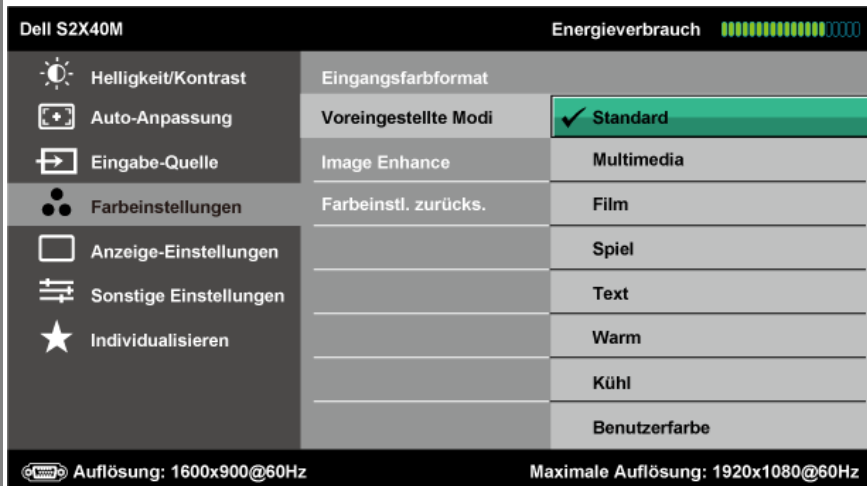 Dell S2X40M
Energieverbrauch
Helligkeit/Kontrast
Auto-Anpassung
Eingabe-Quelle
Farbeinstellungen
Anzeige-Einstellungen
Sonstige Einstellungen
Individualisieren
Eingangsfarbformat
Voreingestellte Modi
Image Enhance
Farbeinstl. zurücks.
Standard
Multimedia
Film
Spiel
Text
Warm
Kühl
Benutzerfarbe
Auflösung: 1600x900@60Hz
Maximale Auflösung: 1920x1080@60Hz